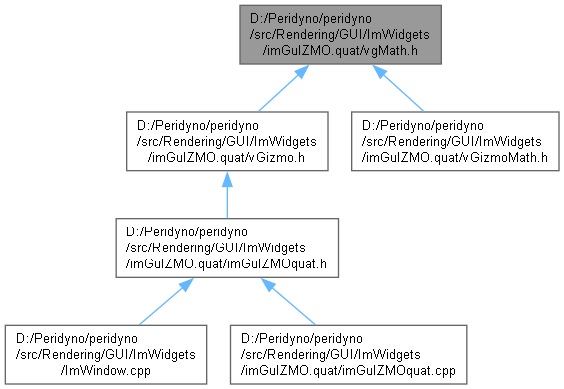 D:/Peridyno/peridyno
/src/Rendering/GUI/ImWidgets
/imGuIZMO.quat/vgMath.h
D:/Peridyno/peridyno
/src/Rendering/GUI/ImWidgets
/imGuIZMO.quat/vGizmo.h
D:/Peridyno/peridyno
/src/Rendering/GUI/ImWidgets
/imGuIZMO.quat/vGizmoMath.h
D:/Peridyno/peridyno
/src/Rendering/GUI/ImWidgets
/imGuIZMO.quat/imGuIZMOquat.h
D:/Peridyno/peridyno
/src/Rendering/GUI/ImWidgets
/ImWindow.cpp
D:/Peridyno/peridyno
/src/Rendering/GUI/ImWidgets
/imGuIZMO.quat/imGuIZMOquat.cpp